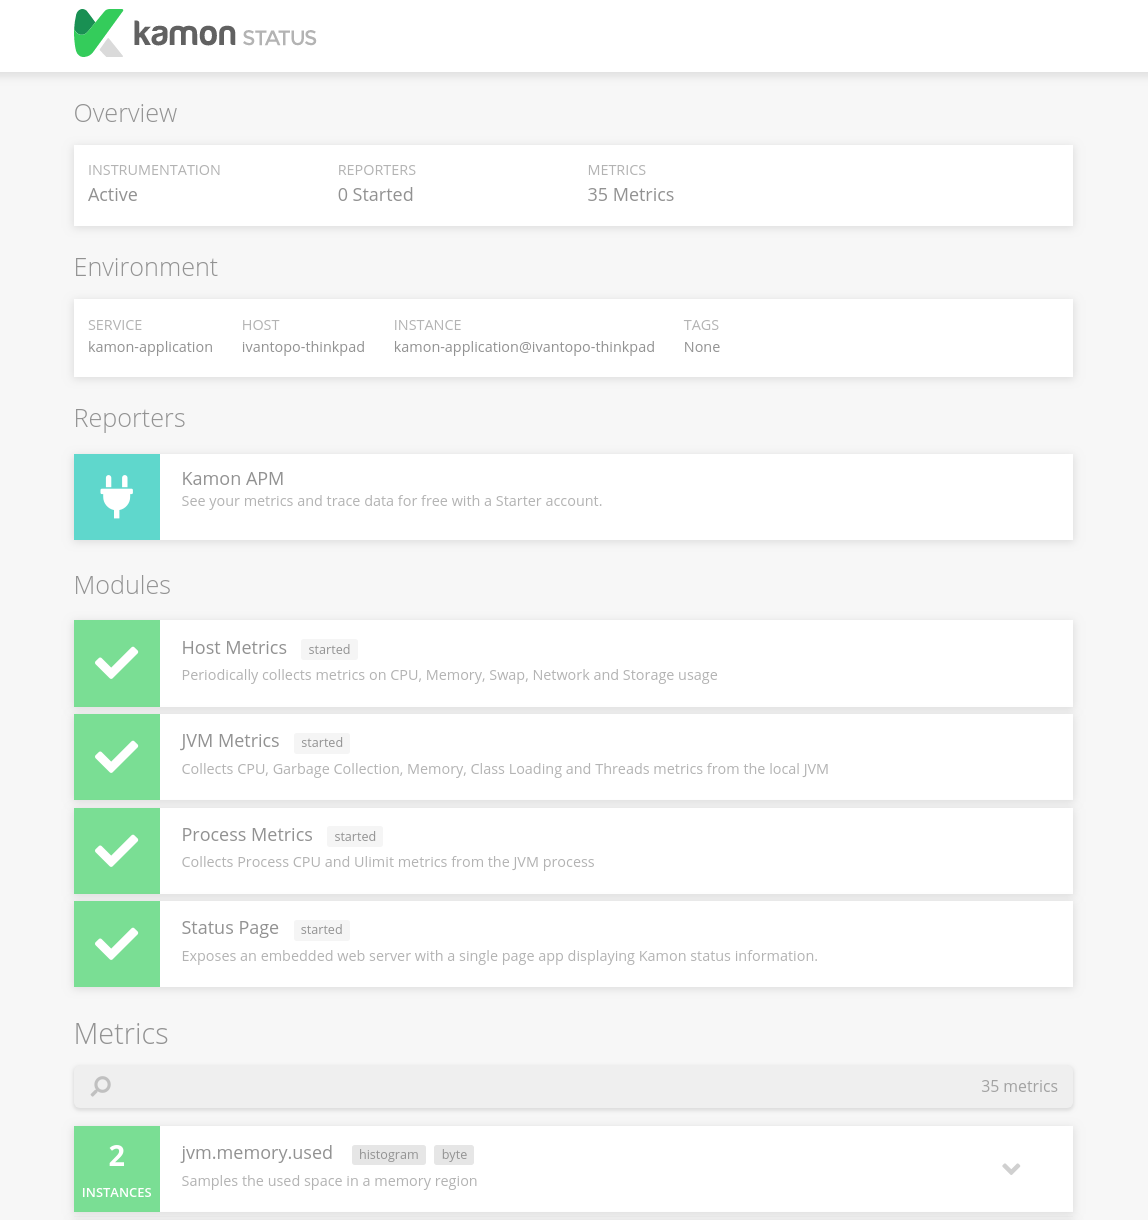 kamon STATUS
Overview
INSTRUMENTATION REPORTERS METRICS
Active 0 Started 35 Metrics
Environment
SERVICE HOST INSTANCE TAGS
kamon-application ivantopo-thinkpad kamon-application@ivantopo-thinkpad None
Reporters
Kamon APM
See your metrics and trace data for free with a Starter account.
Modules
Host Metrics started
Periodically collects metrics on CPU, Memory, Swap, Network and Storage usage
JVM Metrics started
Collects CPU, Garbage Collection, Memory, Class Loading and Threads metrics from the local JVM
Process Metrics started
Collects Process CPU and Ulimit metrics from the JVM process
Status Page started
Exposes an embedded web server with a single page app displaying Kamon status information.
Metrics
35 metrics
2 jvm.memory.used histogram byte
INSTANCES Samples the used space in a memory region